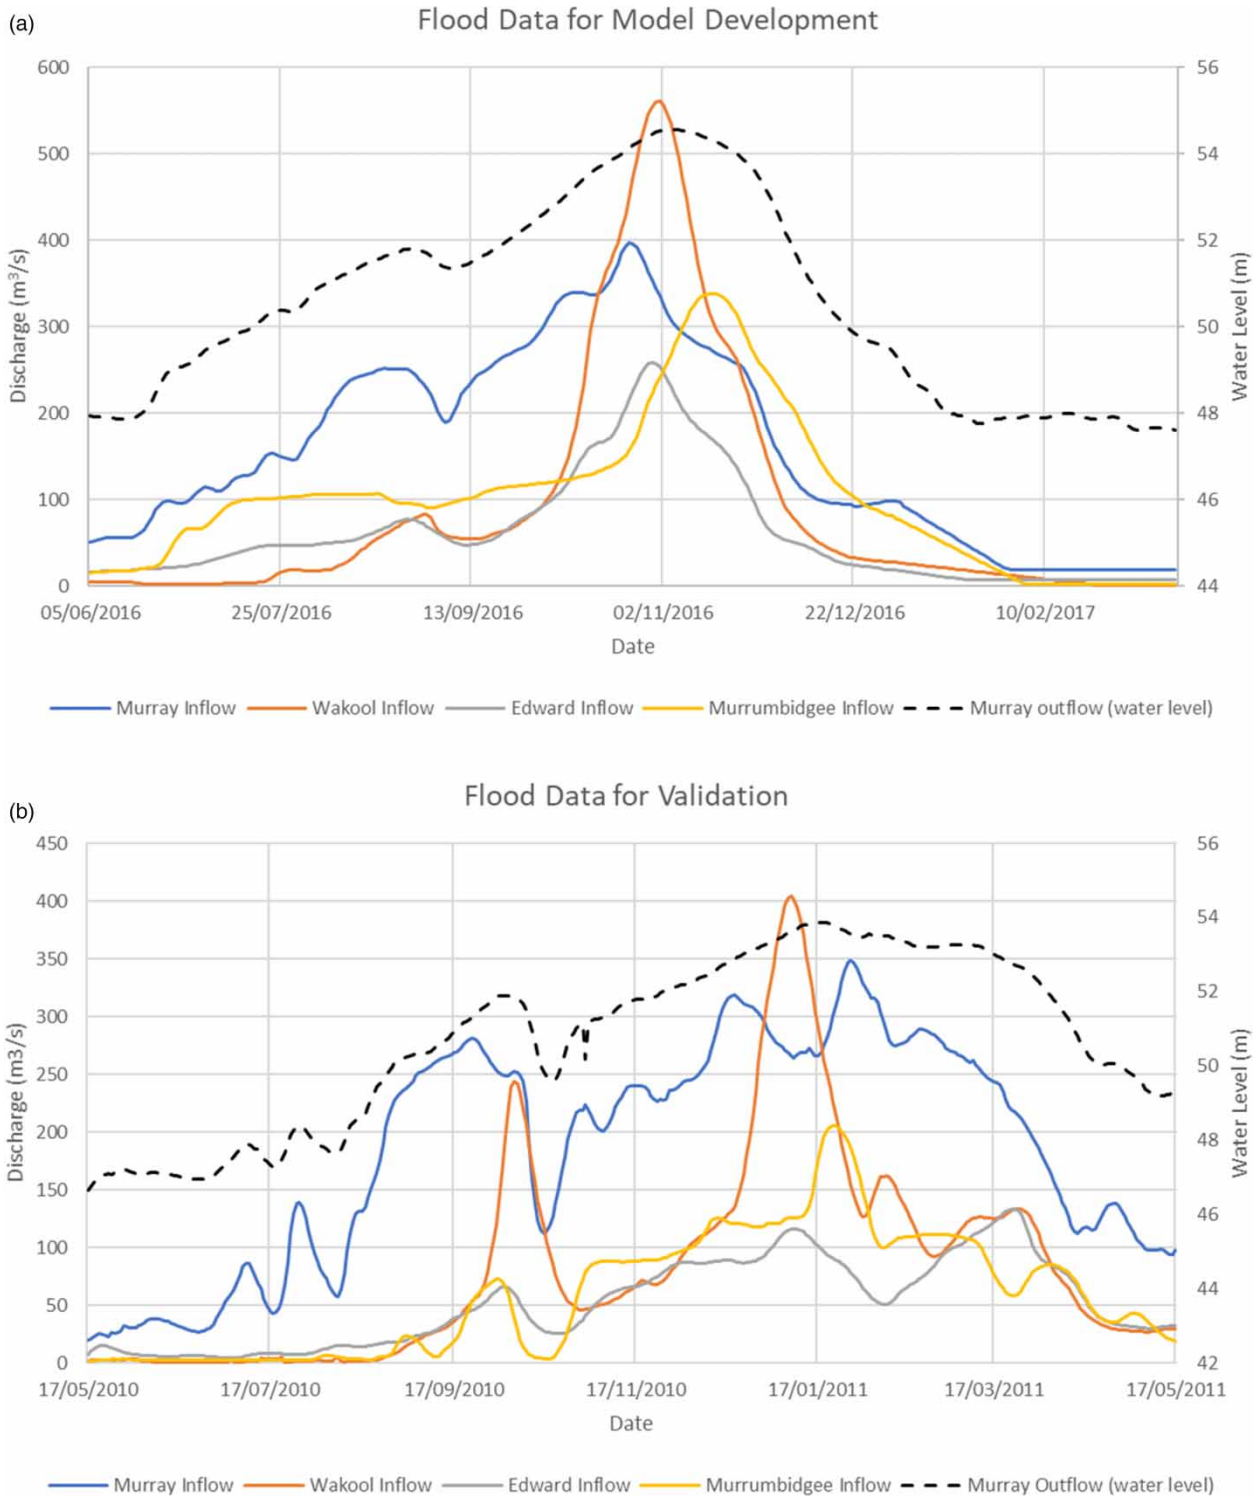 (a)
Flood Data for Model Development
600
500
400
300
200
100
0
Discharge (m³/s)
56
54
52
50
48
46
44
Water Level (m)
05/06/2016 25/07/2016 13/09/2016 02/11/2016 22/12/2016 10/02/2017
Date
Murray Inflow Wakool Inflow Edward Inflow Murrumbidgee Inflow Murray outflow (water level)
(b)
Flood Data for Validation
450
400
350
300
250
200
150
100
50
0
Discharge (m3/s)
56
54
52
50
48
46
44
42
Water Level (m)
17/05/2010 17/07/2010 17/09/2010 17/11/2010 17/01/2011 17/03/2011 17/05/2011
Date
Murray Inflow Wakool Inflow Edward Inflow Murrumbidgee Inflow Murray Outflow (water level)